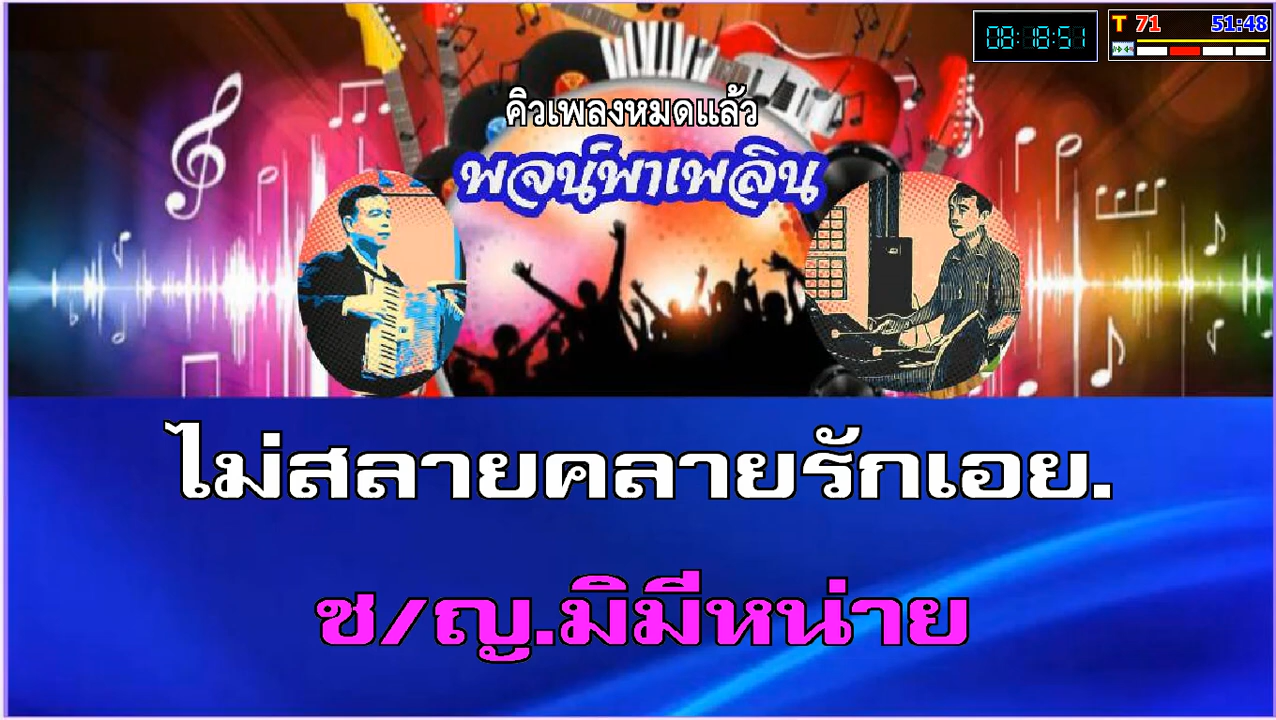 08:18:51
T 71 51:48
คิวเพลงหมดแล้ว
พจน์พาเพลิน
ไม่สลายคลายรักเอย.
ช/ญ.มิมีหน่าย